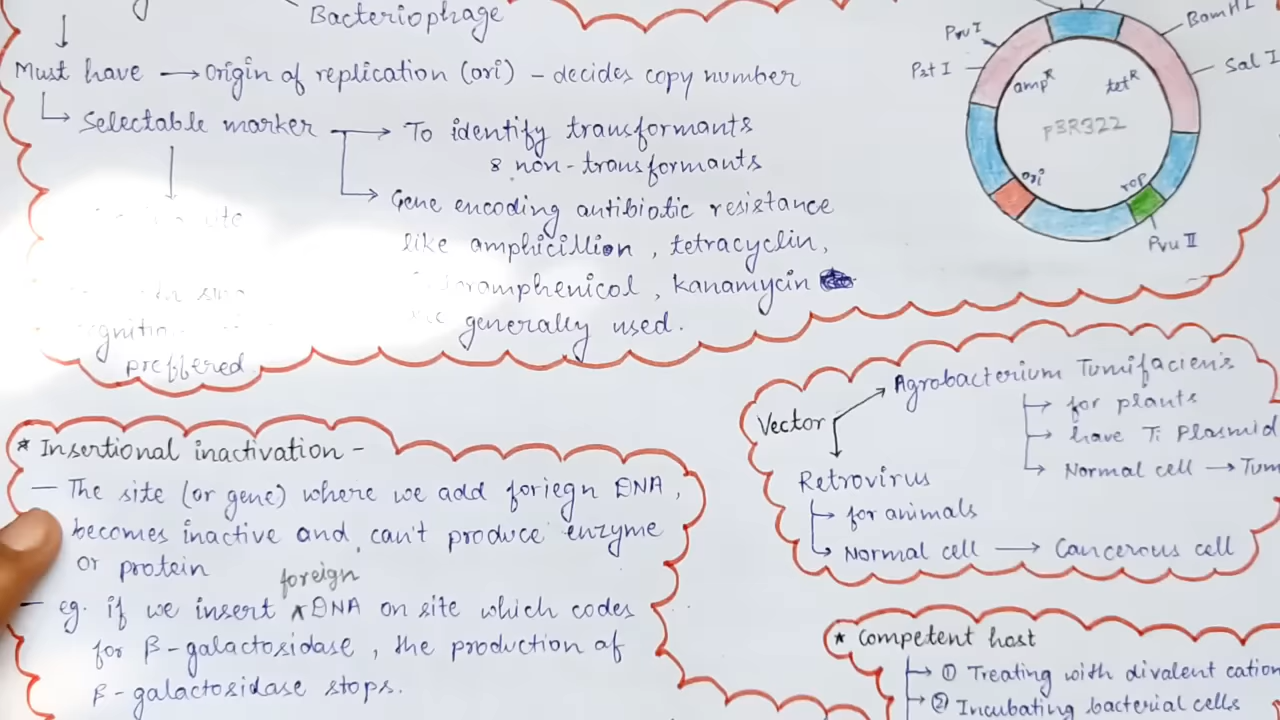 Bacteriophage
Must have → Origin of replication (ori) - decides copy number
Selectable marker → To identify transformants
& non-transformants
Gene encoding antibiotic resistance
like amphicillion, tetracyclin,
kanamycin
generally used.
preffered
Pvu I
Pst I
BamH I
Sal I
amp^R
tet^R
pBR322
ori
rop
Pvu II
* Insertional inactivation -
— The site (or gene) where we add foriegn DNA,
becomes inactive and, can't produce enzyme
or protein
foreign
— eg. if we insert ^ DNA on site which codes
for β-galactosidase, the production of
β-galactosidase stops.
Vector
Agrobacterium Tumifaciens
→ for plants
→ have Ti Plasmid
→ Normal cell →
Retrovirus
→ for animals
→ Normal cell → Cancerous cell
* Competent host
→ ① Treating with divalent cation
→ ② Incubating bacterial cells